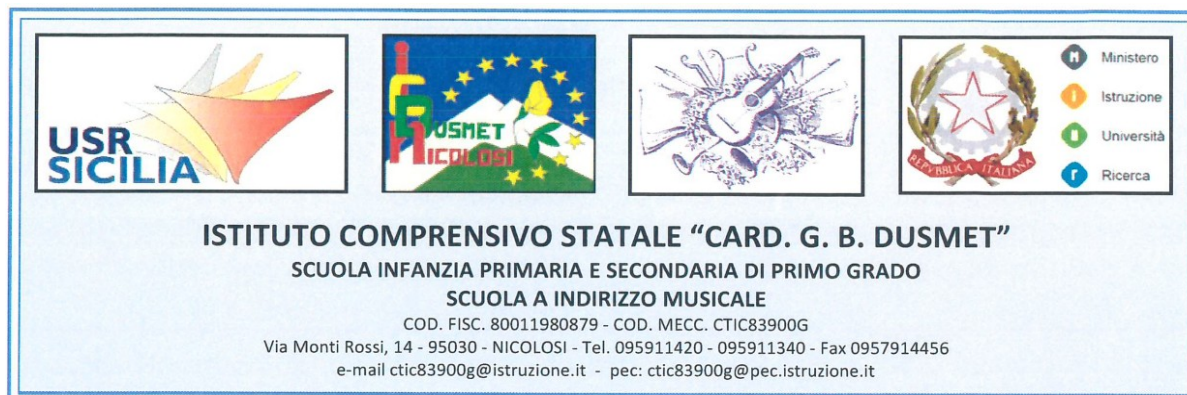 USR
SICILIA
i
C
DUSMET
NICOLOSI
REPVBBLICA ITALIANA
M Ministero
i Istruzione
U Università
r Ricerca
ISTITUTO COMPRENSIVO STATALE “CARD. G. B. DUSMET”
SCUOLA INFANZIA PRIMARIA E SECONDARIA DI PRIMO GRADO
SCUOLA A INDIRIZZO MUSICALE
COD. FISC. 80011980879 - COD. MECC. CTIC83900G
Via Monti Rossi, 14 - 95030 - NICOLOSI - Tel. 095911420 - 095911340 - Fax 0957914456
e-mail ctic83900g@istruzione.it - pec: ctic83900g@pec.istruzione.it